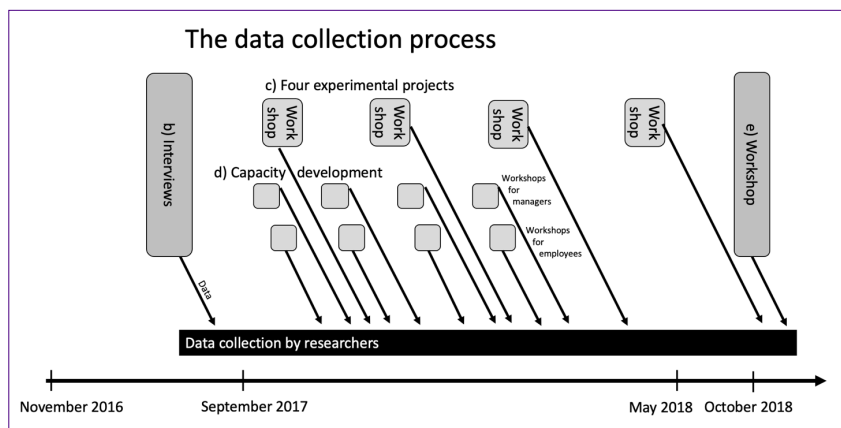 The data collection process
b) Interviews
c) Four experimental projects
Work
shop
Work
shop
Work
shop
Work
shop
e) Workshop
d) Capacity development
Workshops
for
managers
Workshops
for
employees
Data
Data collection by researchers
November 2016
September 2017
May 2018
October 2018